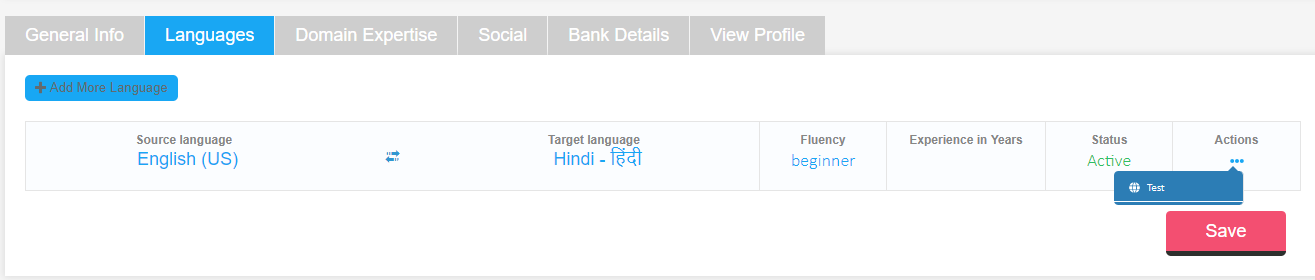 General Info Languages Domain Expertise Social Bank Details View Profile
Add More Language
Source language Target language Fluency Experience in Years Status Actions
English (US) Hindi - हिंदी beginner Active
Test
Save